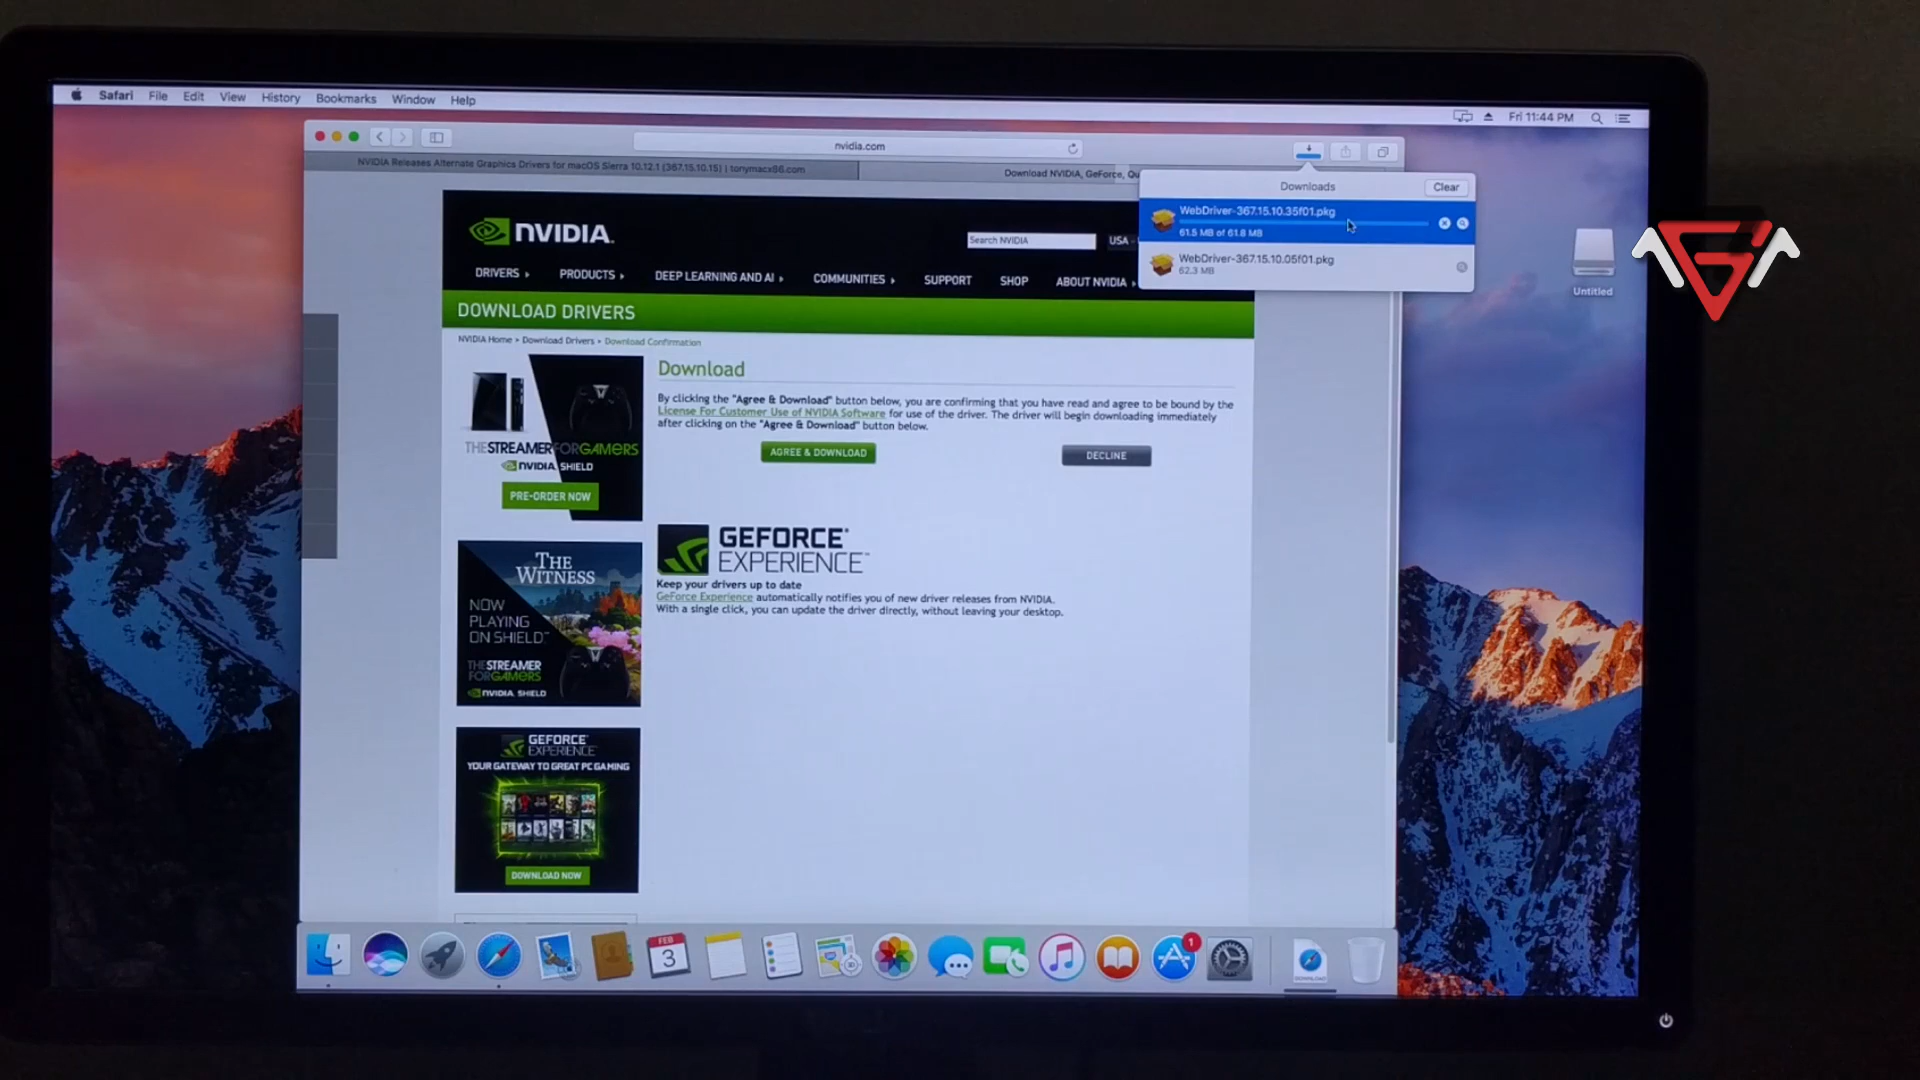 Safari File Edit View History Bookmarks Window Help
Fri 11:44 PM
nvidia.com
NVIDIA Releases Alternate Graphics Drivers for macOS Sierra 10.12.1 (367.15.10.15) | tonymacx86.com
Download NVIDIA, GeForce, Qu
Downloads
Clear
WebDriver-367.15.10.35f01.pkg
61.5 MB of 61.8 MB
WebDriver-367.15.10.05f01.pkg
62.3 MB
Untitled
NVIDIA.
Search NVIDIA
USA
DRIVERS PRODUCTS DEEP LEARNING AND AI COMMUNITIES SUPPORT SHOP ABOUT NVIDIA
DOWNLOAD DRIVERS
NVIDIA Home > Download Drivers > Download Confirmation
Download
By clicking the "Agree & Download" button below, you are confirming that you have read and agree to be bound by the
License For Customer Use of NVIDIA Software for use of the driver. The driver will begin downloading immediately
after clicking on the "Agree & Download" button below.
AGREE & DOWNLOAD
DECLINE
THE STREAMER FOR GAMERS
NVIDIA SHIELD
PRE-ORDER NOW
GEFORCE
EXPERIENCE™
Keep your drivers up to date
GeForce Experience automatically notifies you of new driver releases from NVIDIA.
With a single click, you can update the driver directly, without leaving your desktop.
THE
WITNESS
NOW
PLAYING
ON SHIELD™
THE STREAMER
FOR GAMERS
NVIDIA SHIELD
GEFORCE
EXPERIENCE
YOUR GATEWAY TO GREAT PC GAMING
DOWNLOAD NOW
FEB
3
1
DOWNLOAD